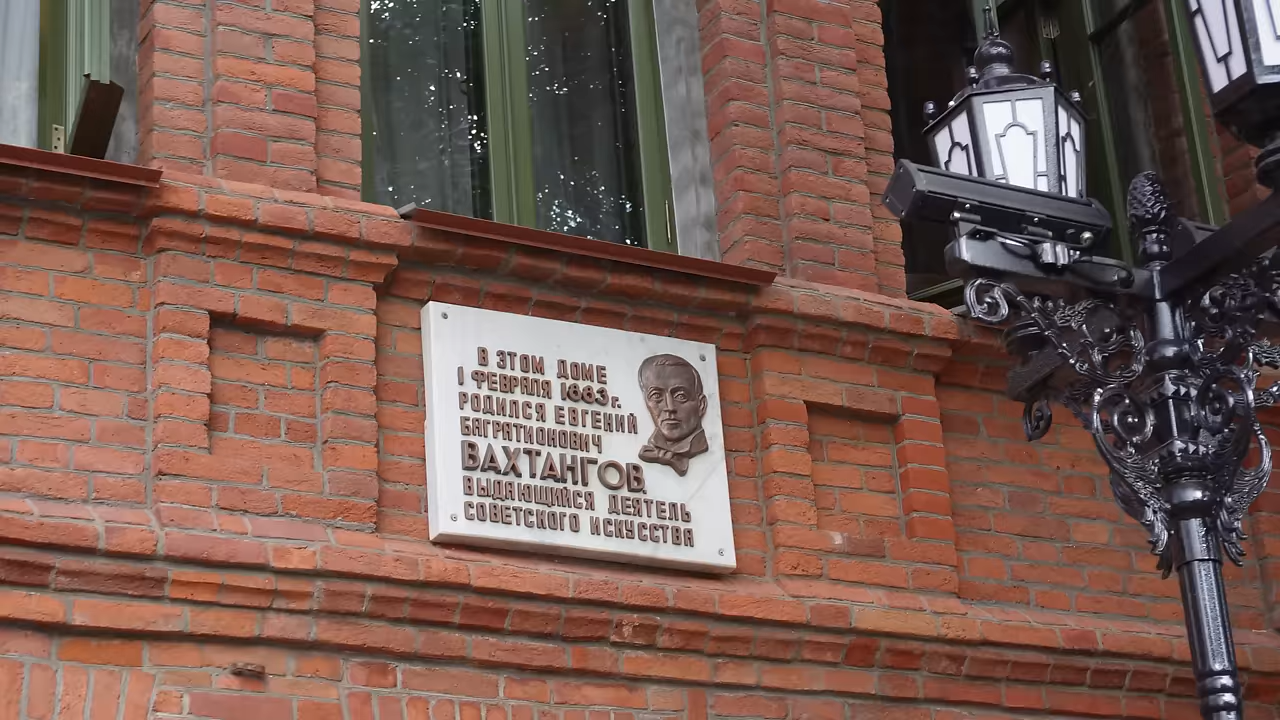 В ЭТОМ ДОМЕ
1 ФЕВРАЛЯ 1883 г.
РОДИЛСЯ ЕВГЕНИЙ
БАГРАТИОНОВИЧ
ВАХТАНГОВ,
ВЫДАЮЩИЙСЯ ДЕЯТЕЛЬ
СОВЕТСКОГО ИСКУССТВА